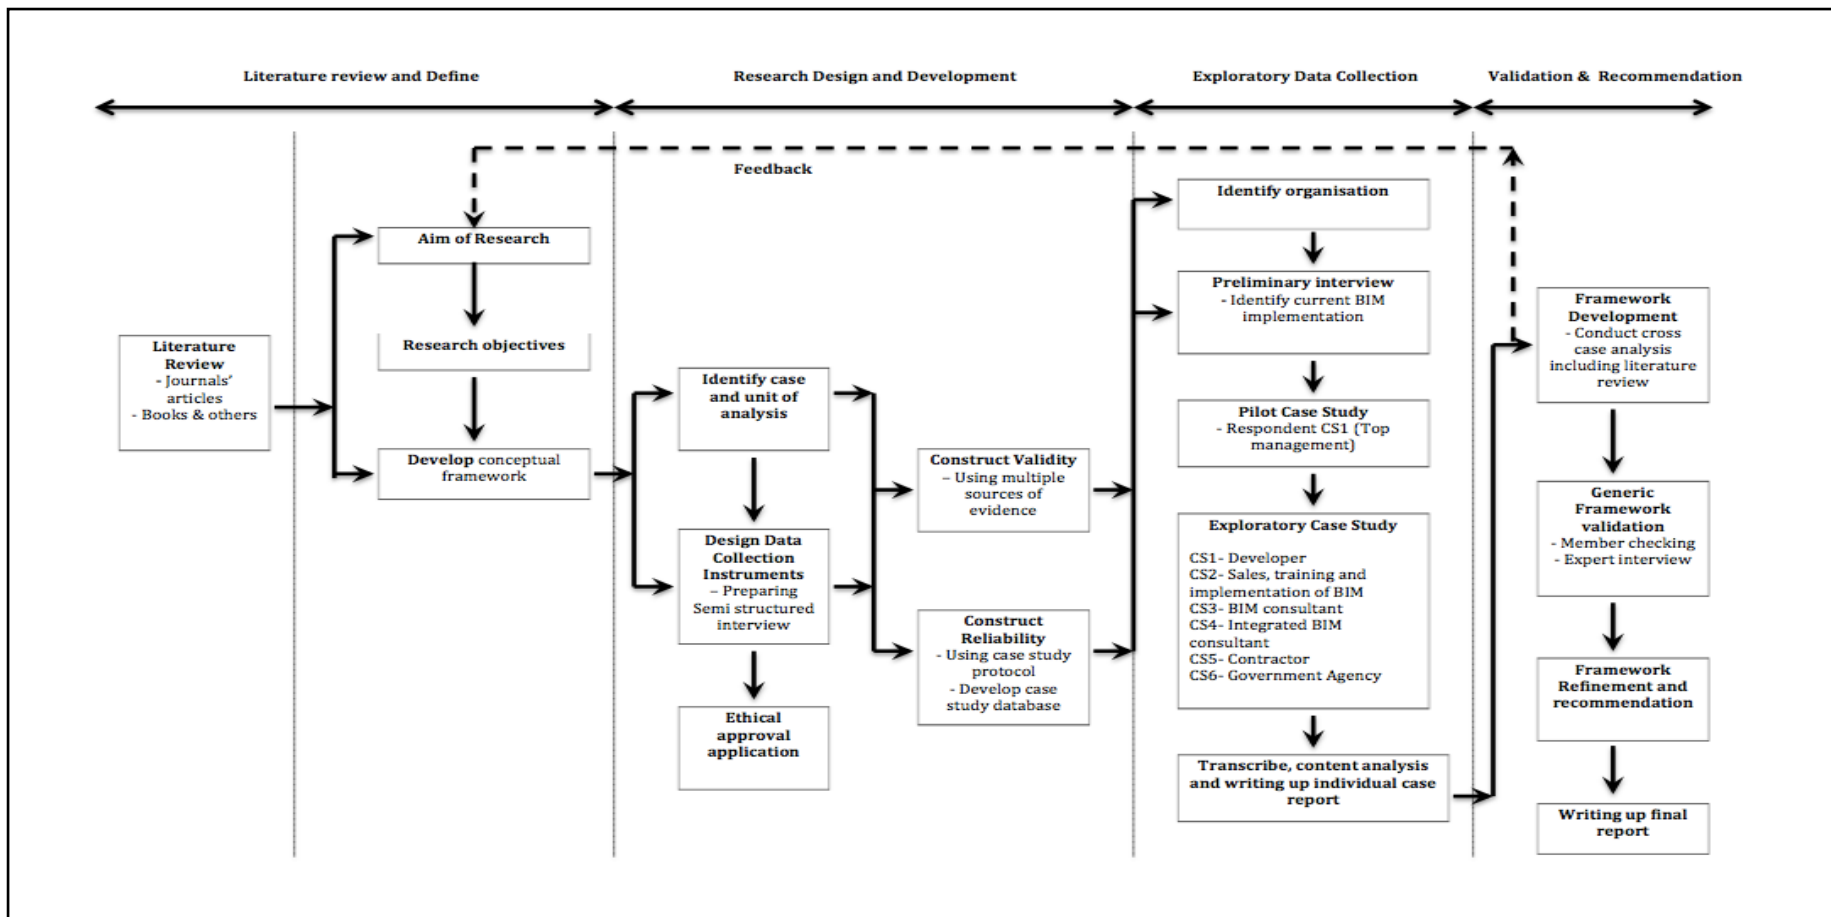 Literature review and Define
Research Design and Development
Exploratory Data Collection
Validation & Recommendation
Feedback
Literature
Review
- Journals'
articles
- Books & others
Aim of Research
Research objectives
Develop conceptual
framework
Identify case
and unit of
analysis
Design Data
Collection
Instruments
– Preparing
Semi structured
interview
Ethical
approval
application
Construct Validity
– Using multiple
sources of
evidence
Construct
Reliability
- Using case study
protocol
- Develop case
study database
Identify organisation
Preliminary interview
- Identify current BIM
implementation
Pilot Case Study
- Respondent CS1 (Top
management)
Exploratory Case Study
CS1- Developer
CS2- Sales, training and
implementation of BIM
CS3- BIM consultant
CS4- Integrated BIM
consultant
CS5- Contractor
CS6- Government Agency
Transcribe, content analysis
and writing up individual case
report
Framework
Development
- Conduct cross
case analysis
including literature
review
Generic
Framework
validation
- Member checking
- Expert interview
Framework
Refinement and
recommendation
Writing up final
report